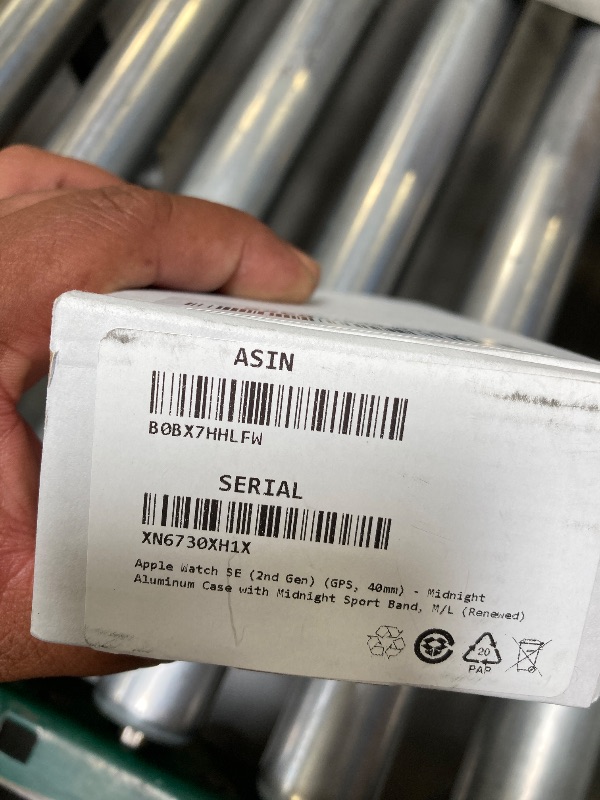 ASIN
B0BX7HHLFW
SERIAL
XN6730XH1X
Apple Watch SE (2nd Gen) (GPS, 40mm) - Midnight
Aluminum Case with Midnight Sport Band, M/L (Renewed)
20
PAP